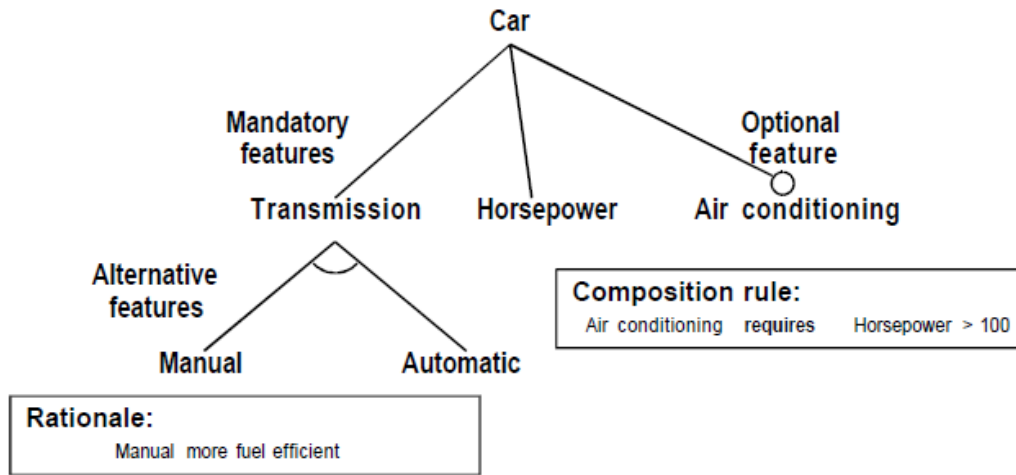 Car
Mandatory
features
Optional
feature
Transmission
Horsepower
Air conditioning
Alternative
features
Manual
Automatic
Composition rule:
Air conditioning requires Horsepower > 100
Rationale:
Manual more fuel efficient